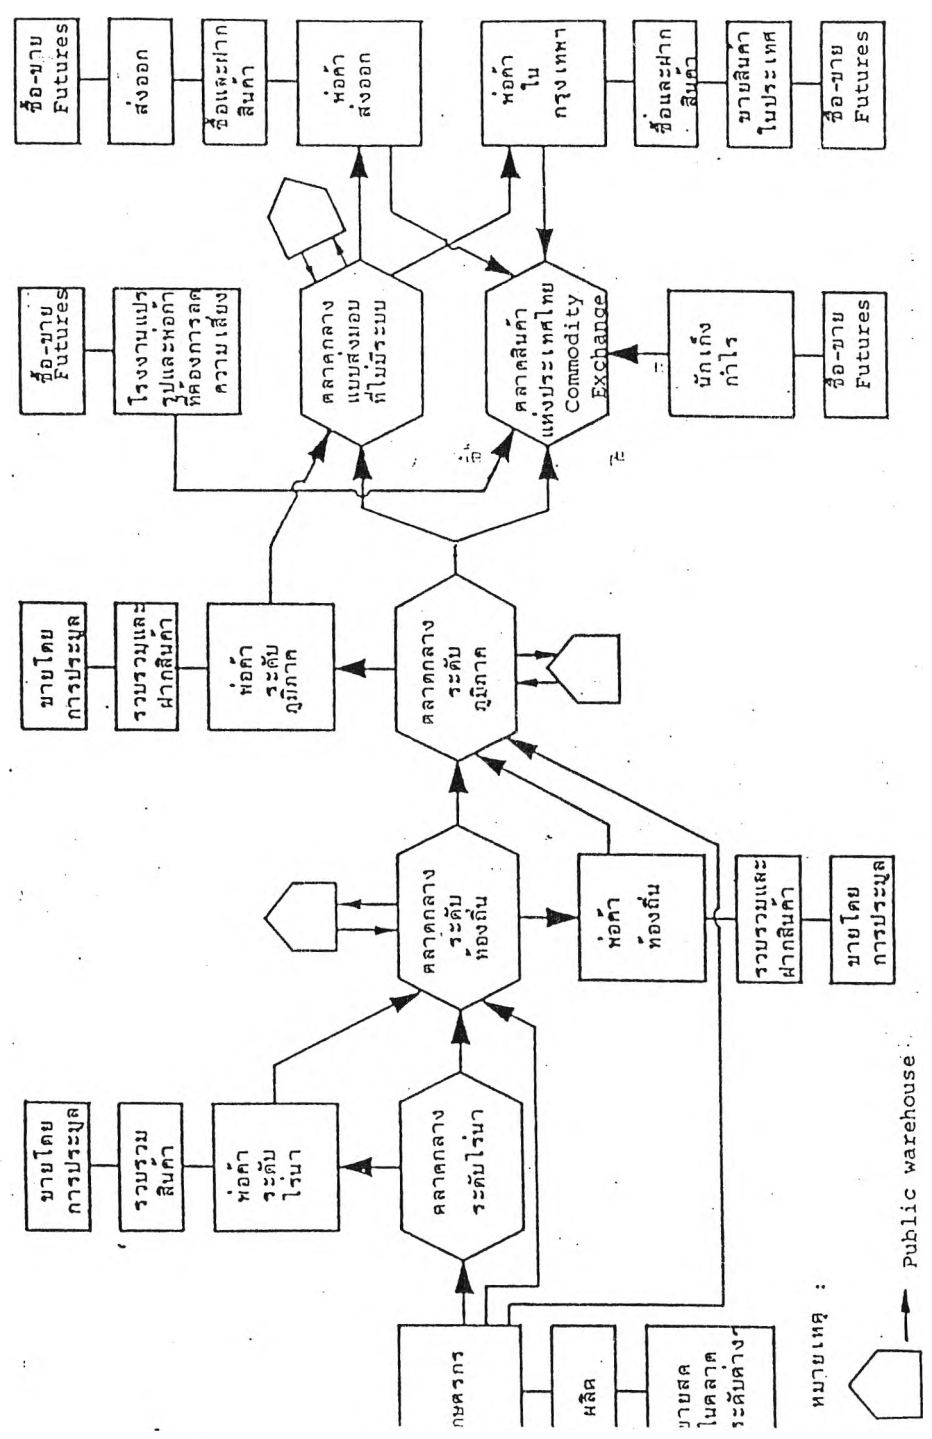 ขายโดย
การประมูล
รวบรวม
สินค้า
พ่อค้า
ระดับ
ไร่นา
ขายโดย
การประมูล
รวบรวมและ
ฝากสินค้า
พ่อค้า
ระดับ
ภูมิภาค
ซื้อ-ขาย
Futures
โรงงานแปร
รูปและพ่อค้า
ที่ต้องการลด
ความเสี่ยง
ซื้อ-ขาย
Futures
ส่งออก
ซื้อและฝาก
สินค้า
พ่อค้า
ส่งออก
ตลาดกลาง
แบบส่งมอบ
ที่ไม่มีระบบ
กษตรกร
ตลาดกลาง
ระดับไร่นา
ตลาดกลาง
ระดับ
ท้องถิ่น
ตลาดกลาง
ระดับ
ภูมิภาค
ตลาดสินค้า
แห่งประเทศไทย
Commodity
Exchange
พ่อค้า
ใน
กรุงเทพฯ
ผลิต
ขายสด
ในตลาด
ระดับต่างๆ
พ่อค้า
ท้องถิ่น
รวบรวมและ
ฝากสินค้า
ขายโดย
การประมูล
นักเก็ง
กำไร
ซื้อ-ขาย
Futures
ซื้อและฝาก
สินค้า
ขายสินค้า
ในประเทศ
ซื้อ-ขาย
Futures
หมายเหตุ :
Public warehouse